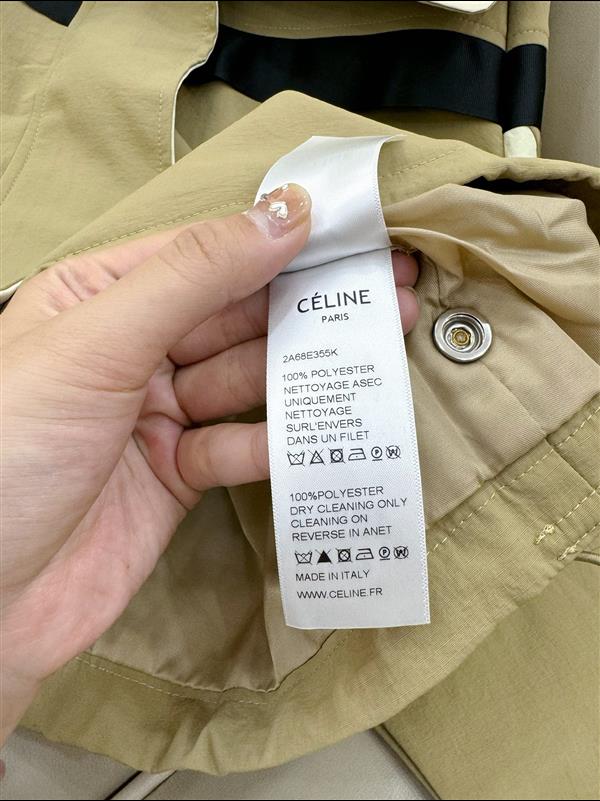 CÉLINE
PARIS
2A68E355K
100% POLYESTER
NETTOYAGE ASEC
UNIQUEMENT
NETTOYAGE
SURL'ENVERS
DANS UN FILET
100%POLYESTER
DRY CLEANING ONLY
CLEANING ON
REVERSE IN ANET
MADE IN ITALY
WWW.CELINE.FR